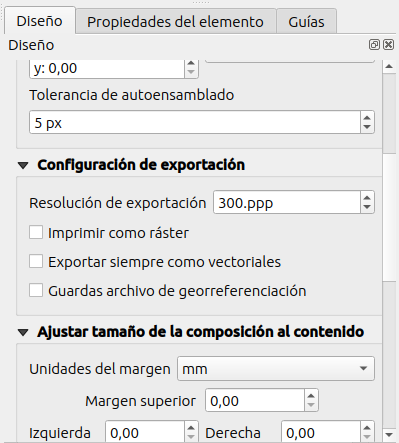 Diseño Propiedades del elemento Guías
Diseño
y: 0,00
Tolerancia de autoensamblado
5 px
Configuración de exportación
Resolución de exportación 300.ppp
Imprimir como ráster
Exportar siempre como vectoriales
Guardas archivo de georreferenciación
Ajustar tamaño de la composición al contenido
Unidades del margen mm
Margen superior 0,00
Izquierda 0,00 Derecha 0,00